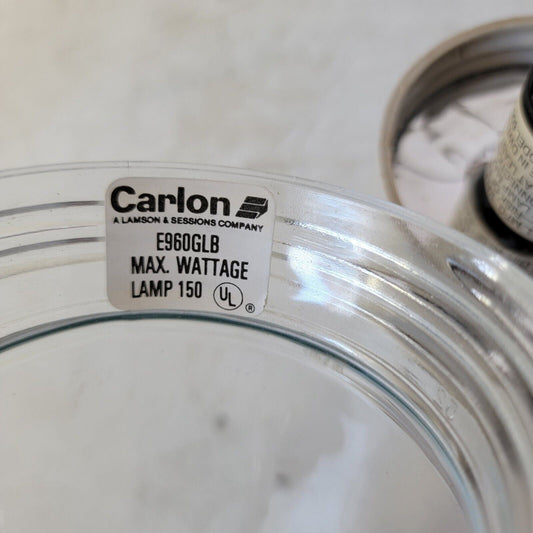 Carlon
A LAMSON & SESSIONS COMPANY
E960GLB
MAX. WATTAGE
LAMP 150 UL ®